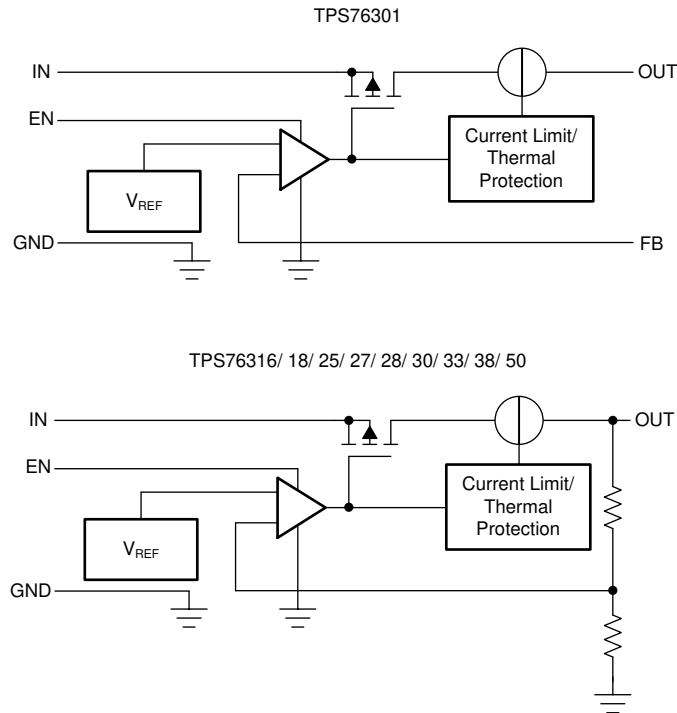 TPS76301
IN
OUT
EN
Current Limit/
Thermal
Protection
VREF
GND
FB
TPS76316/ 18/ 25/ 27/ 28/ 30/ 33/ 38/ 50
IN
OUT
EN
Current Limit/
Thermal
Protection
VREF
GND